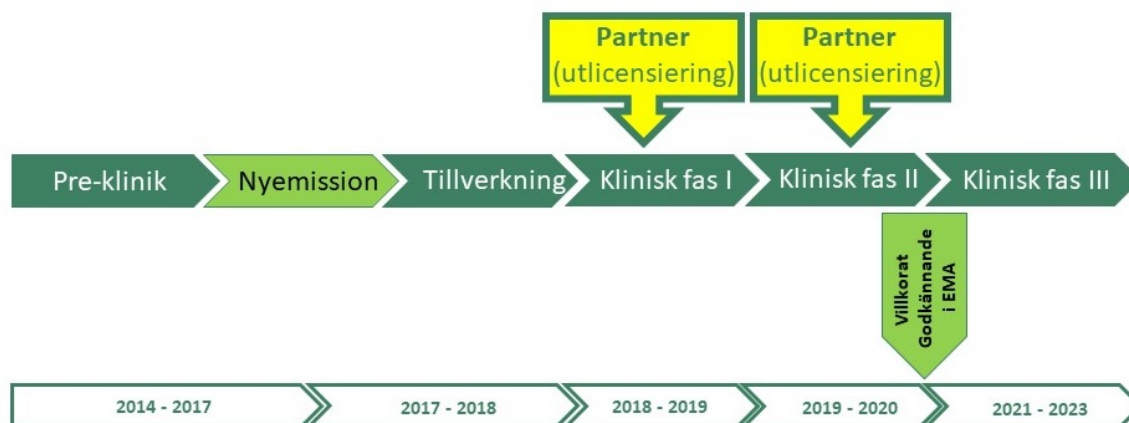 Partner
(utlicensiering)
Partner
(utlicensiering)
Pre-klinik
Nyemission
Tillverkning
Klinisk fas I
Klinisk fas II
Klinisk fas III
Villkorat
Godkännande
i EMA
2014 - 2017
2017 - 2018
2018 - 2019
2019 - 2020
2021 - 2023